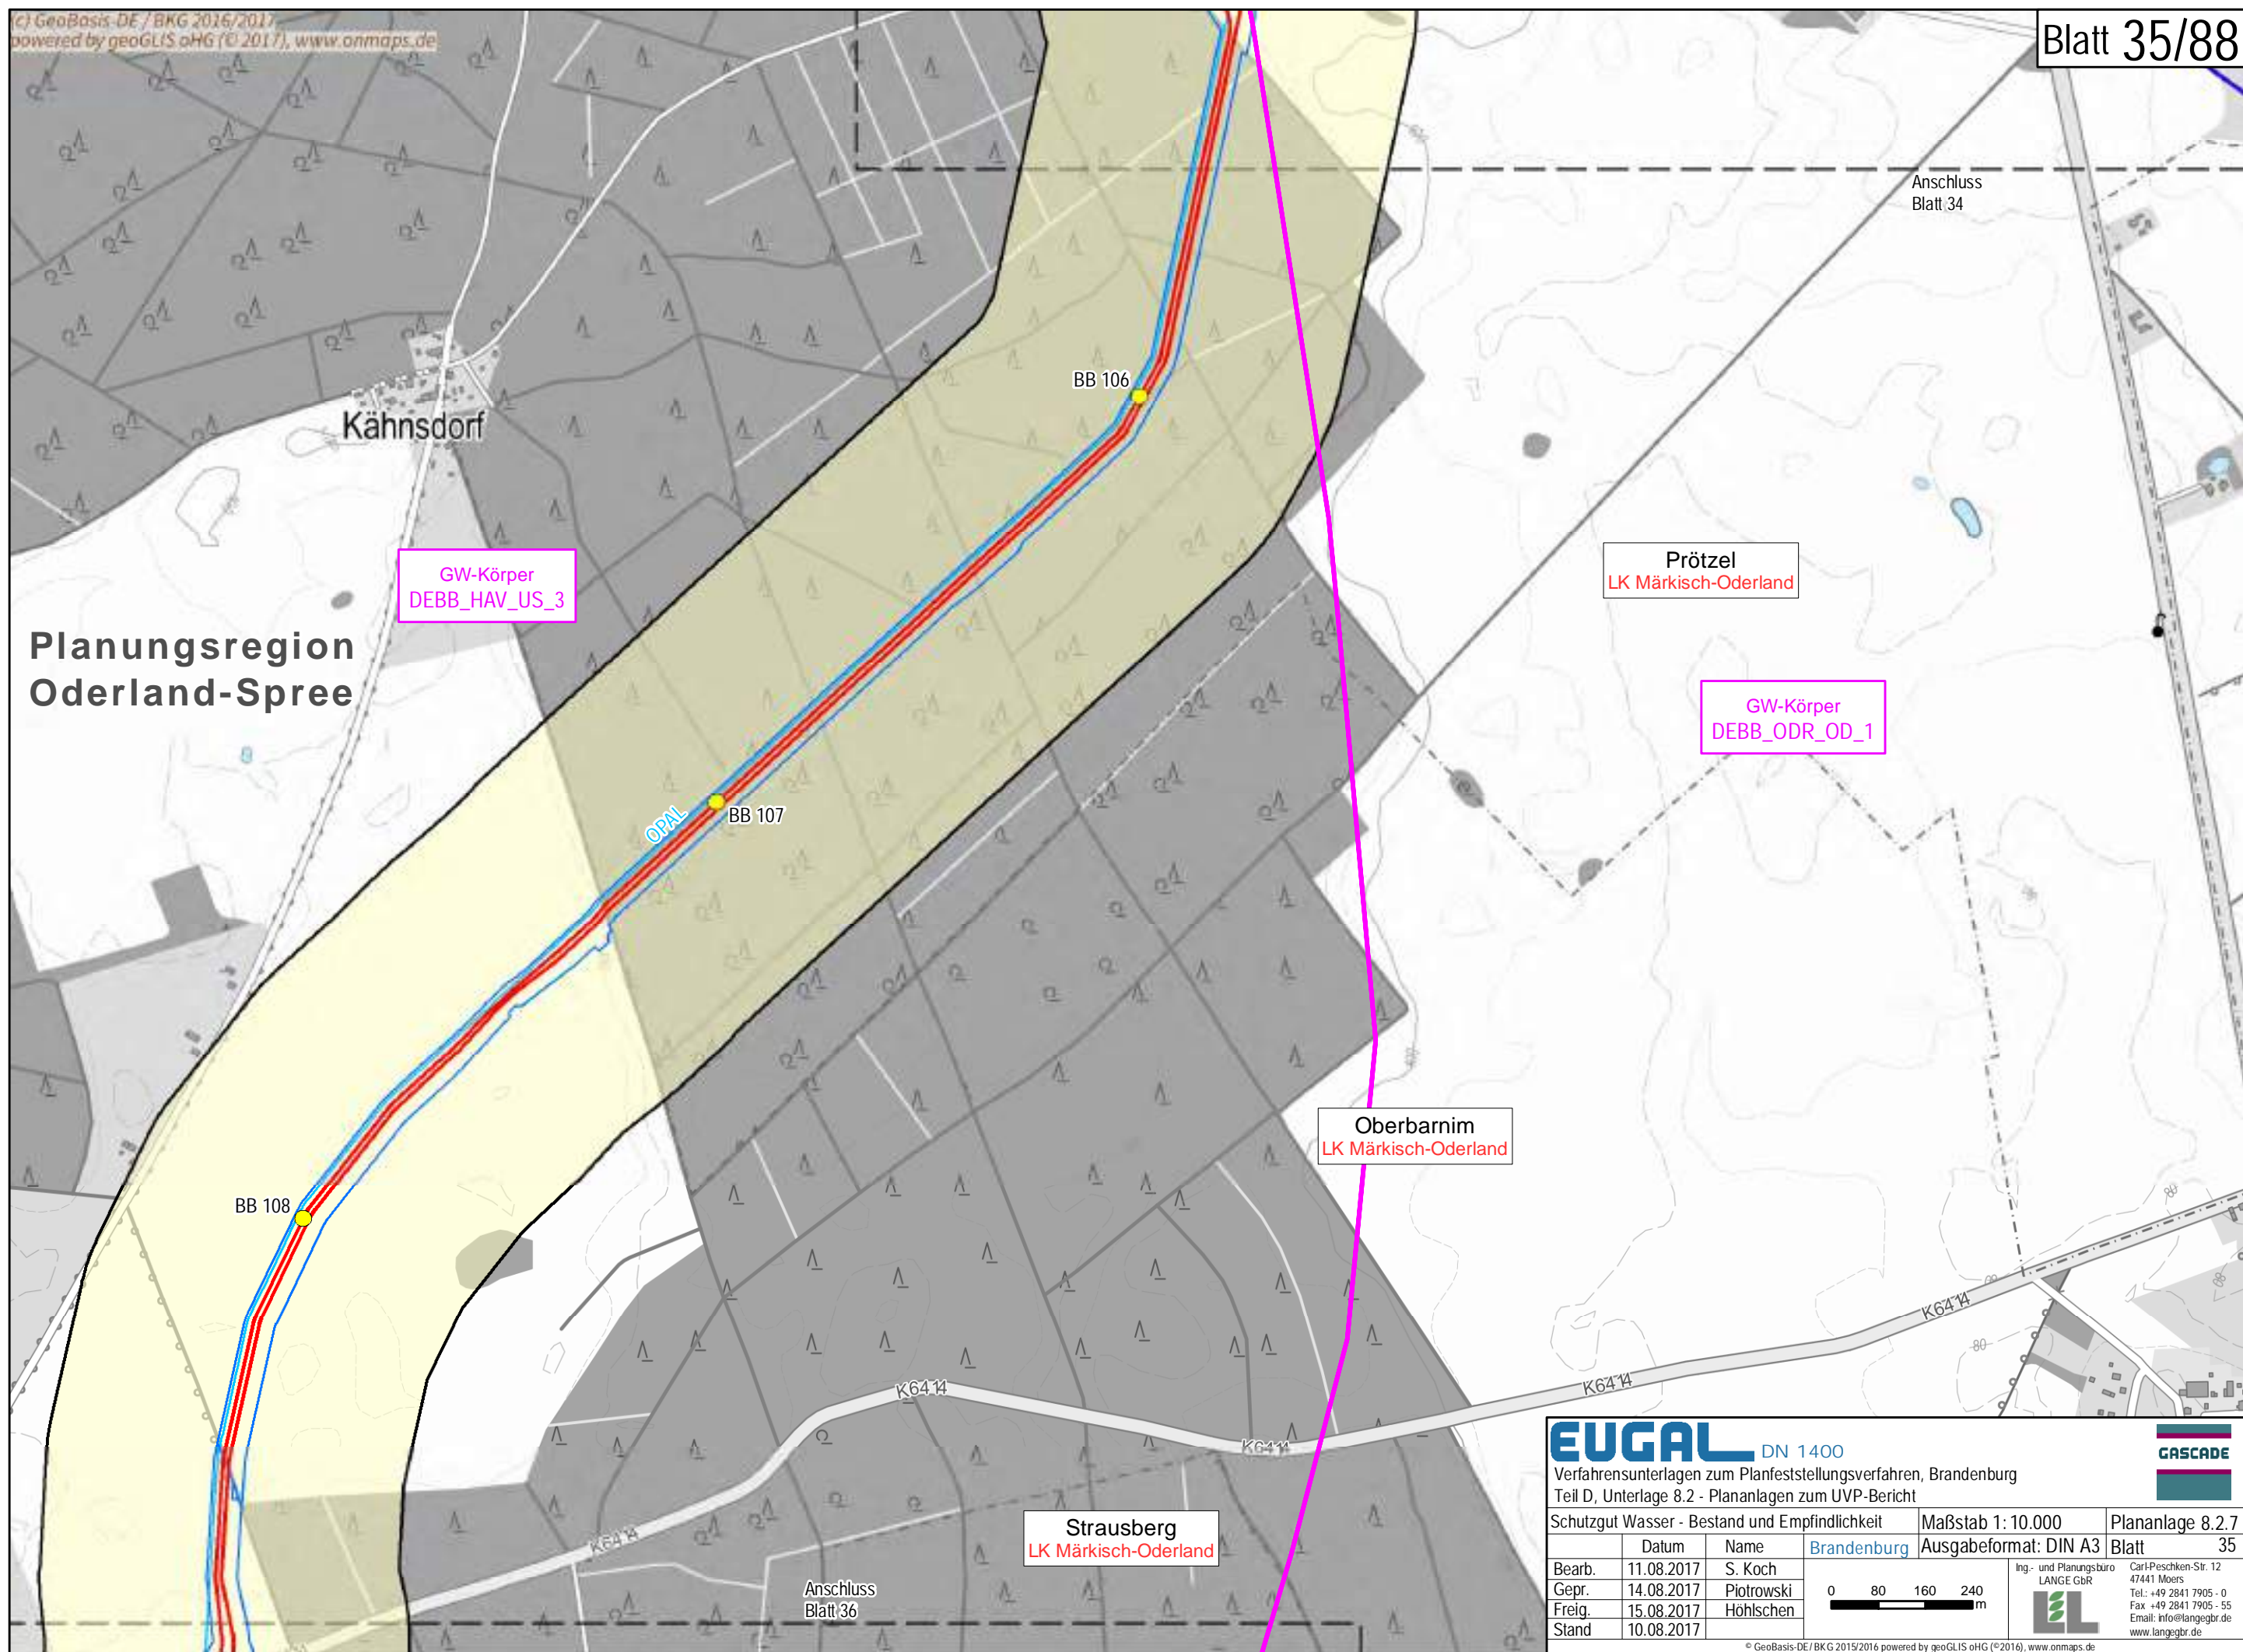 (c) GeoBasis-DE / BKG 2016/2017
powered by geoGLIS oHG (© 2017), www.onmaps.de
Blatt 35/88
Anschluss
Blatt 34
BB 106
Kähnsdorf
GW-Körper
DEBB_HAV_US_3
Prötzel
LK Märkisch-Oderland
Planungsregion
Oderland-Spree
GW-Körper
DEBB_ODR_OD_1
OPAL
BB 107
Oberbarnim
LK Märkisch-Oderland
BB 108
80
80
80
K6414
K6414
K6414
K6414
K6414
Strausberg
LK Märkisch-Oderland
Anschluss
Blatt 36
EUGAL DN 1400
GASCADE
Verfahrensunterlagen zum Planfeststellungsverfahren, Brandenburg
Teil D, Unterlage 8.2 - Plananlagen zum UVP-Bericht
Schutzgut Wasser - Bestand und Empfindlichkeit
Maßstab 1: 10.000
Plananlage 8.2.7
Datum Name
Brandenburg
Ausgabeformat: DIN A3
Blatt 35
Bearb. 11.08.2017 S. Koch
Gepr. 14.08.2017 Piotrowski
Freig. 15.08.2017 Höhlschen
Stand 10.08.2017
0 80 160 240
m
Ing.- und Planungsbüro
LANGE GbR
Carl-Peschken-Str. 12
47441 Moers
Tel.: +49 2841 7905 - 0
Fax +49 2841 7905 - 55
Email: info@langegbr.de
www.langegbr.de
© GeoBasis-DE / BKG 2015/2016 powered by geoGLIS oHG (©2016), www.onmaps.de